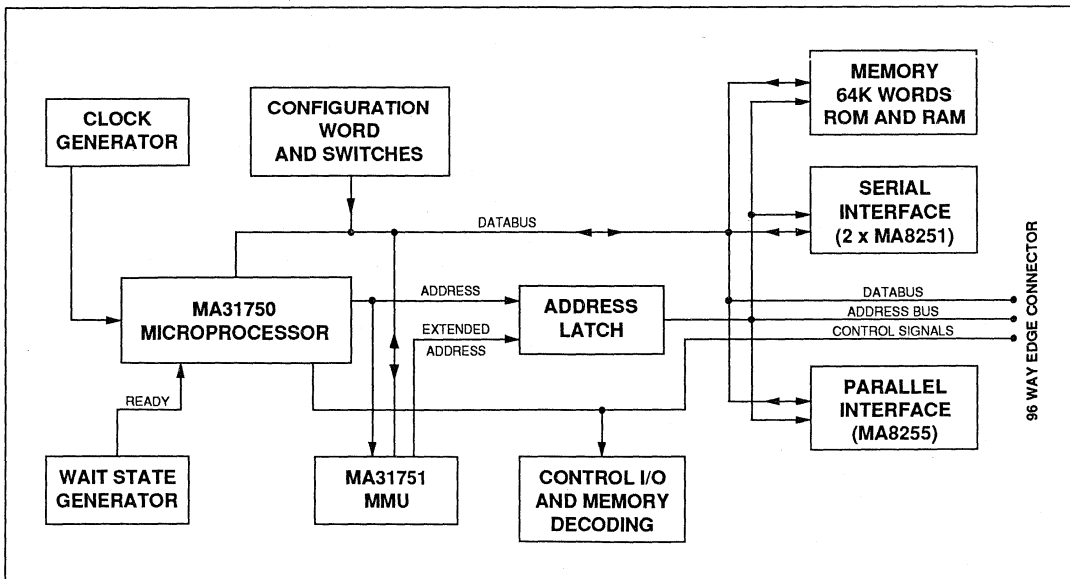 CLOCK
GENERATOR
CONFIGURATION
WORD
AND SWITCHES
MEMORY
64K WORDS
ROM AND RAM
SERIAL
INTERFACE
(2 x MA8251)
DATABUS
MA31750
MICROPROCESSOR
ADDRESS
EXTENDED
ADDRESS
ADDRESS
LATCH
DATABUS
ADDRESS BUS
CONTROL SIGNALS
96 WAY EDGE CONNECTOR
PARALLEL
INTERFACE
(MA8255)
READY
WAIT STATE
GENERATOR
MA31751
MMU
CONTROL I/O
AND MEMORY
DECODING